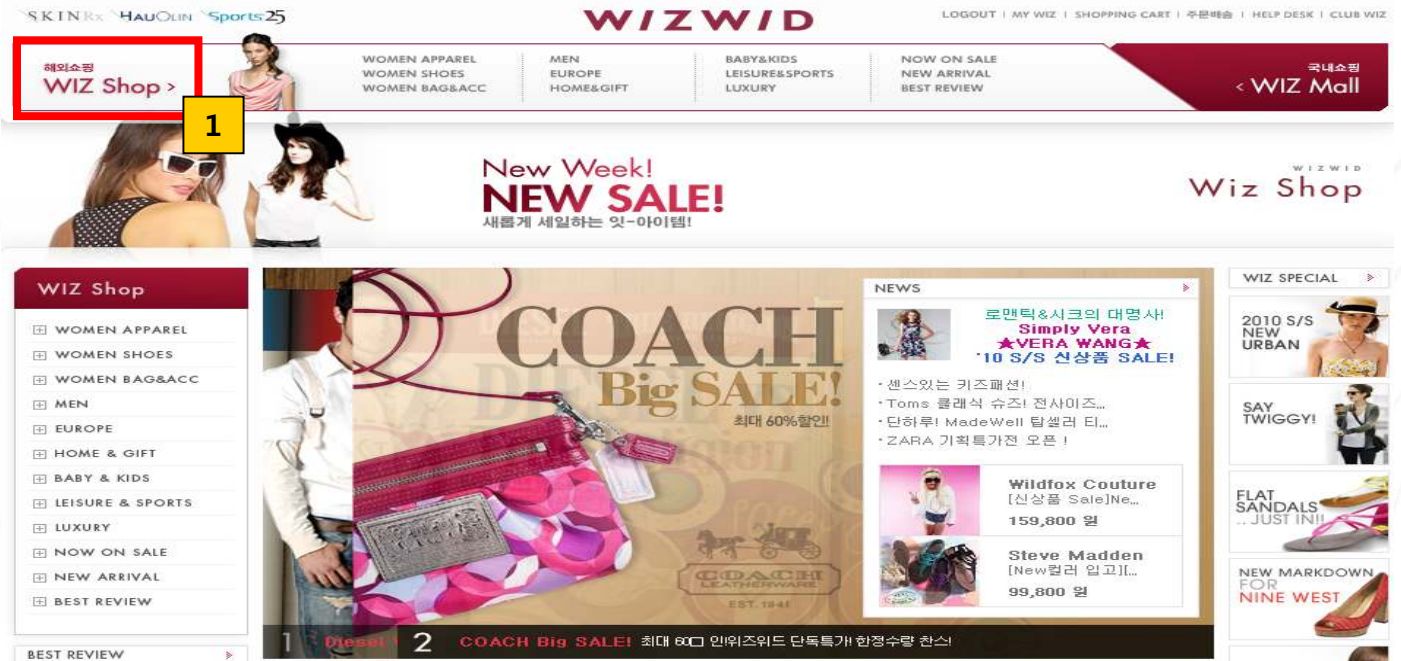 SKINRx HAUOLIN Sports25
WIZWID
LOGOUT | MY WIZ | SHOPPING CART | 주문배송 | HELP DESK | CLUB WIZ
해외쇼핑
WIZ Shop >
1
WOMEN APPAREL
WOMEN SHOES
WOMEN BAG&ACC
MEN
EUROPE
HOME&GIFT
BABY&KIDS
LEISURE&SPORTS
LUXURY
NOW ON SALE
NEW ARRIVAL
BEST REVIEW
국내쇼핑
< WIZ Mall
New Week!
NEW SALE!
새롭게 세일하는 잇-아이템!
WIZWID
Wiz Shop
WIZ Shop
WOMEN APPAREL
WOMEN SHOES
WOMEN BAG&ACC
MEN
EUROPE
HOME & GIFT
BABY & KIDS
LEISURE & SPORTS
LUXURY
NOW ON SALE
NEW ARRIVAL
BEST REVIEW
BEST REVIEW
COACH
Big SALE!
최대 60%할인!!
COACH
LEATHERWARE
EST. 1941
1 Diesel
2 COACH Big SALE! 최대 60□ 인!위즈위드 단독특가! 한정수량 찬스!
NEWS
로맨틱&시크의 대명사!
Simply Vera
★VERA WANG★
'10 S/S 신상품 SALE!
·센스있는 키즈패션!
·Toms 클래식 슈즈! 전사이즈…
·단하루! MadeWell 탑셀러 티…
·ZARA 기획특가전 오픈 !
Wildfox Couture
[신상품 Sale]Ne…
159,800 원
Steve Madden
[New컬러 입고][…
99,800 원
WIZ SPECIAL
2010 S/S
NEW
URBAN
SAY
TWIGGY!
FLAT
SANDALS
.. JUST IN!!
NEW MARKDOWN
FOR
NINE WEST